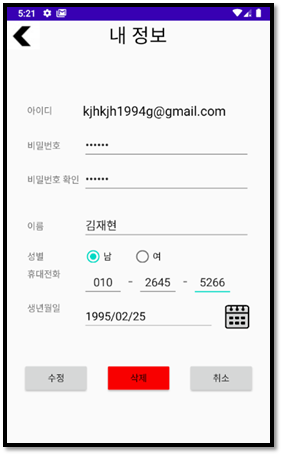 5:21
내 정보
아이디 kjhkjh1994g@gmail.com
비밀번호 ••••••
비밀번호 확인 ••••••
이름 김재현
성별 남 여
휴대전화
010 - 2645 - 5266
생년월일
1995/02/25
수정 삭제 취소